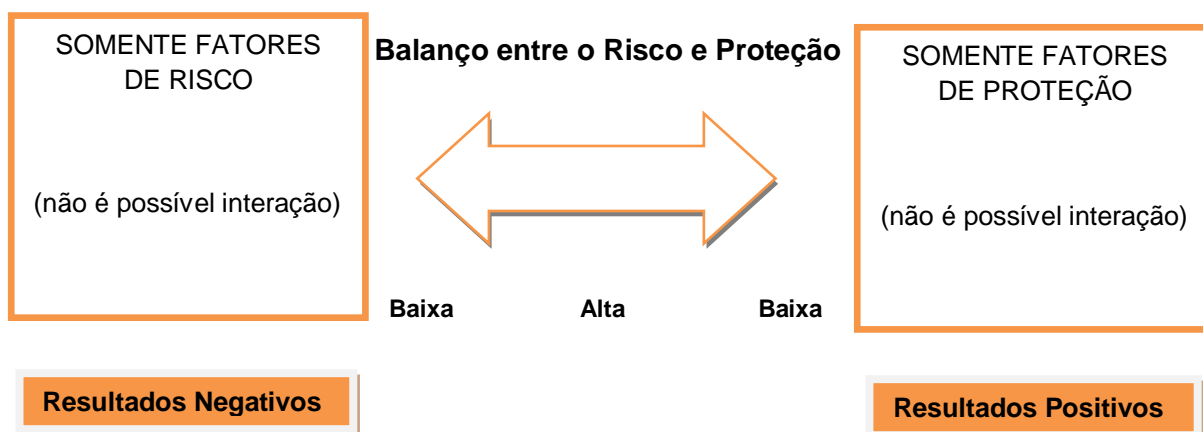 SOMENTE FATORES
DE RISCO
(não é possível interação)
Balanço entre o Risco e Proteção
Baixa Alta Baixa
SOMENTE FATORES
DE PROTEÇÃO
(não é possível interação)
Resultados Negativos
Resultados Positivos